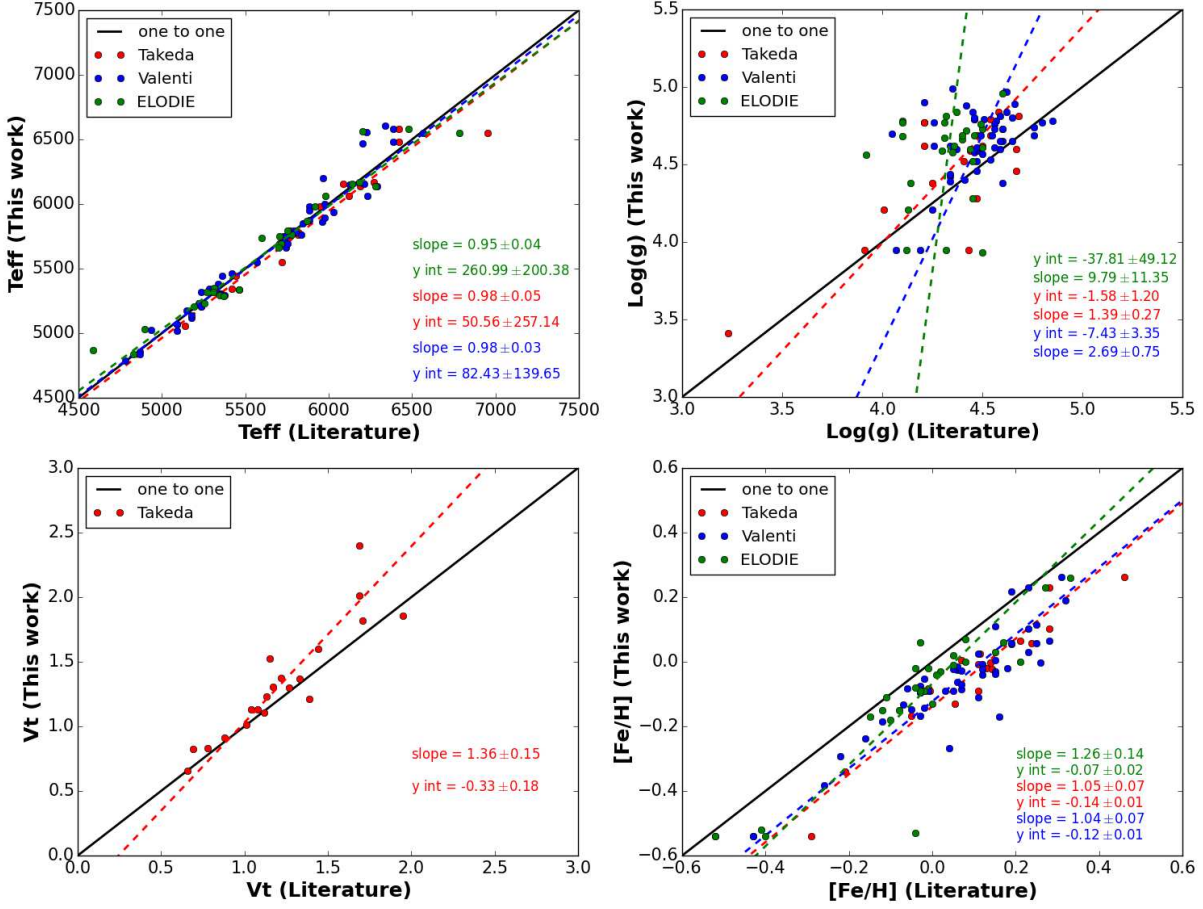 7500
7000
6500
6000
5500
5000
4500
4500 5000 5500 6000 6500 7000 7500
Teff (This work)
Teff (Literature)
one to one
Takeda
Valenti
ELODIE
slope = 0.95±0.04
y int = 260.99±200.38
slope = 0.98±0.05
y int = 50.56±257.14
slope = 0.98±0.03
y int = 82.43±139.65
5.5
5.0
4.5
4.0
3.5
3.0
3.0 3.5 4.0 4.5 5.0 5.5
Log(g) (This work)
Log(g) (Literature)
one to one
Takeda
Valenti
ELODIE
y int = -37.81±49.12
slope = 9.79±11.35
y int = -1.58±1.20
slope = 1.39±0.27
y int = -7.43±3.35
slope = 2.69±0.75
3.0
2.5
2.0
1.5
1.0
0.5
0.0
0.0 0.5 1.0 1.5 2.0 2.5 3.0
Vt (This work)
Vt (Literature)
one to one
Takeda
slope = 1.36±0.15
y int = -0.33±0.18
0.6
0.4
0.2
0.0
−0.2
−0.4
−0.6
−0.6 −0.4 −0.2 0.0 0.2 0.4 0.6
[Fe/H] (This work)
[Fe/H] (Literature)
one to one
Takeda
Valenti
ELODIE
slope = 1.26±0.14
y int = -0.07±0.02
slope = 1.05±0.07
y int = -0.14±0.01
slope = 1.04±0.07
y int = -0.12±0.01